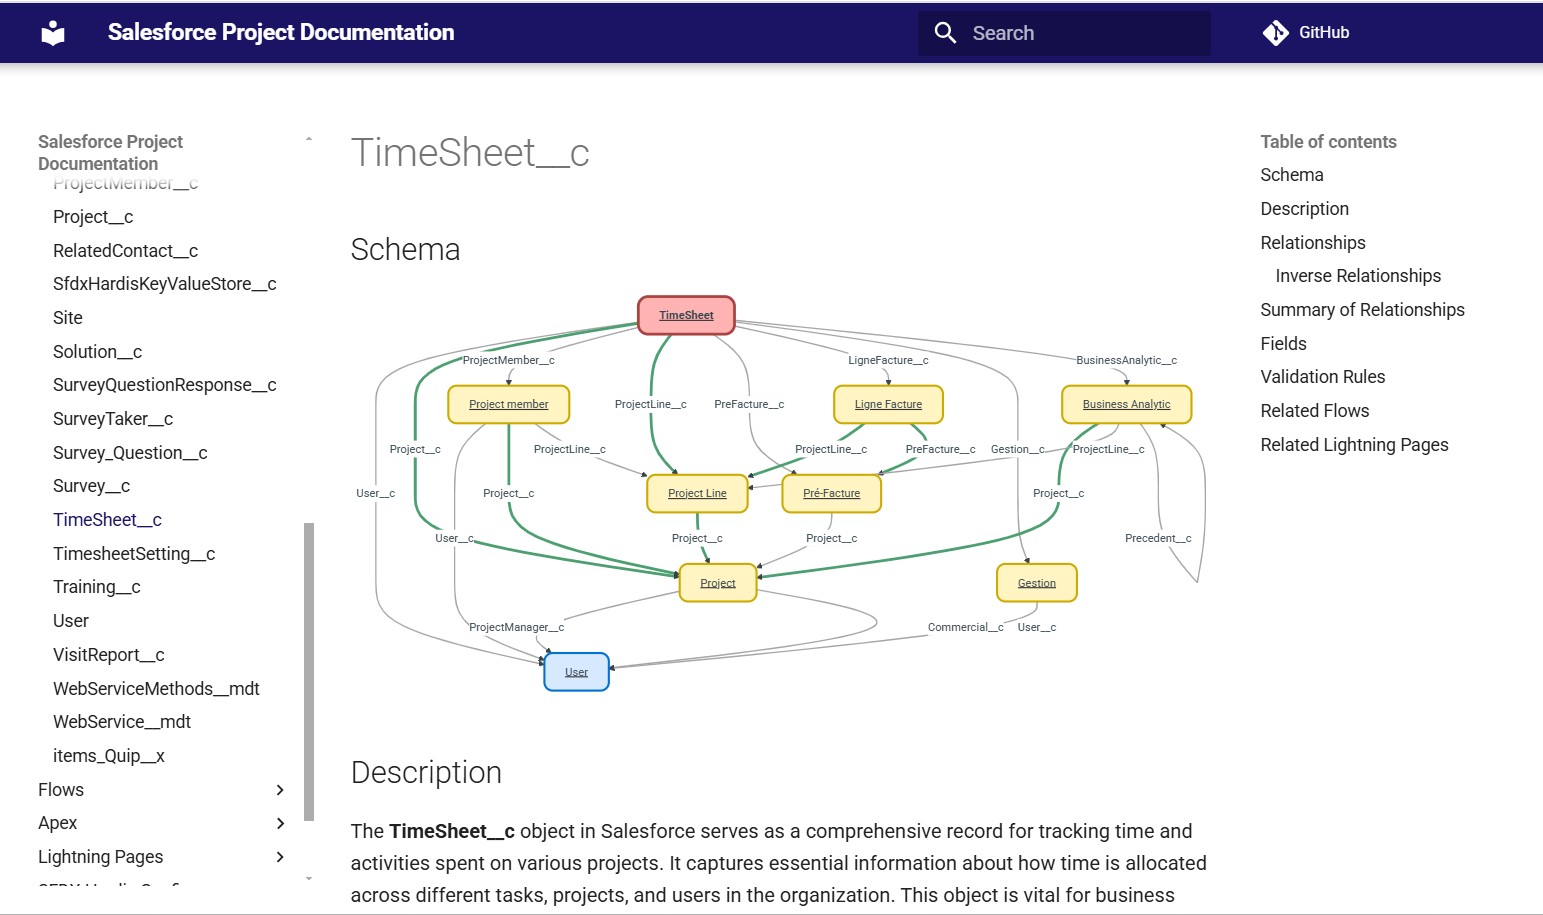 Salesforce Project Documentation
Search
GitHub
Salesforce Project
Documentation
ProjectMember__c
Project__c
RelatedContact__c
SfdxHardisKeyValueStore__c
Site
Solution__c
SurveyQuestionResponse__c
SurveyTaker__c
Survey_Question__c
Survey__c
TimeSheet__c
TimesheetSetting__c
Training__c
User
VisitReport__c
WebServiceMethods__mdt
WebService__mdt
items_Quip__x
Flows
Apex
Lightning Pages
TimeSheet__c
Schema
TimeSheet
ProjectMember__c
LigneFacture__c
BusinessAnalytic__c
Project member
ProjectLine__c
PreFacture__c
Ligne Facture
Business Analytic
Project__c
ProjectLine__c
ProjectLine__c
PreFacture__c
Gestion__c
ProjectLine__c
User__c
Project__c
Project Line
Pré-Facture
Project__c
User__c
Project__c
Project__c
Precedent__c
Project
Gestion
ProjectManager__c
Commercial__c
User__c
User
Description
The TimeSheet__c object in Salesforce serves as a comprehensive record for tracking time and
activities spent on various projects. It captures essential information about how time is allocated
across different tasks, projects, and users in the organization. This object is vital for business
Table of contents
Schema
Description
Relationships
Inverse Relationships
Summary of Relationships
Fields
Validation Rules
Related Flows
Related Lightning Pages